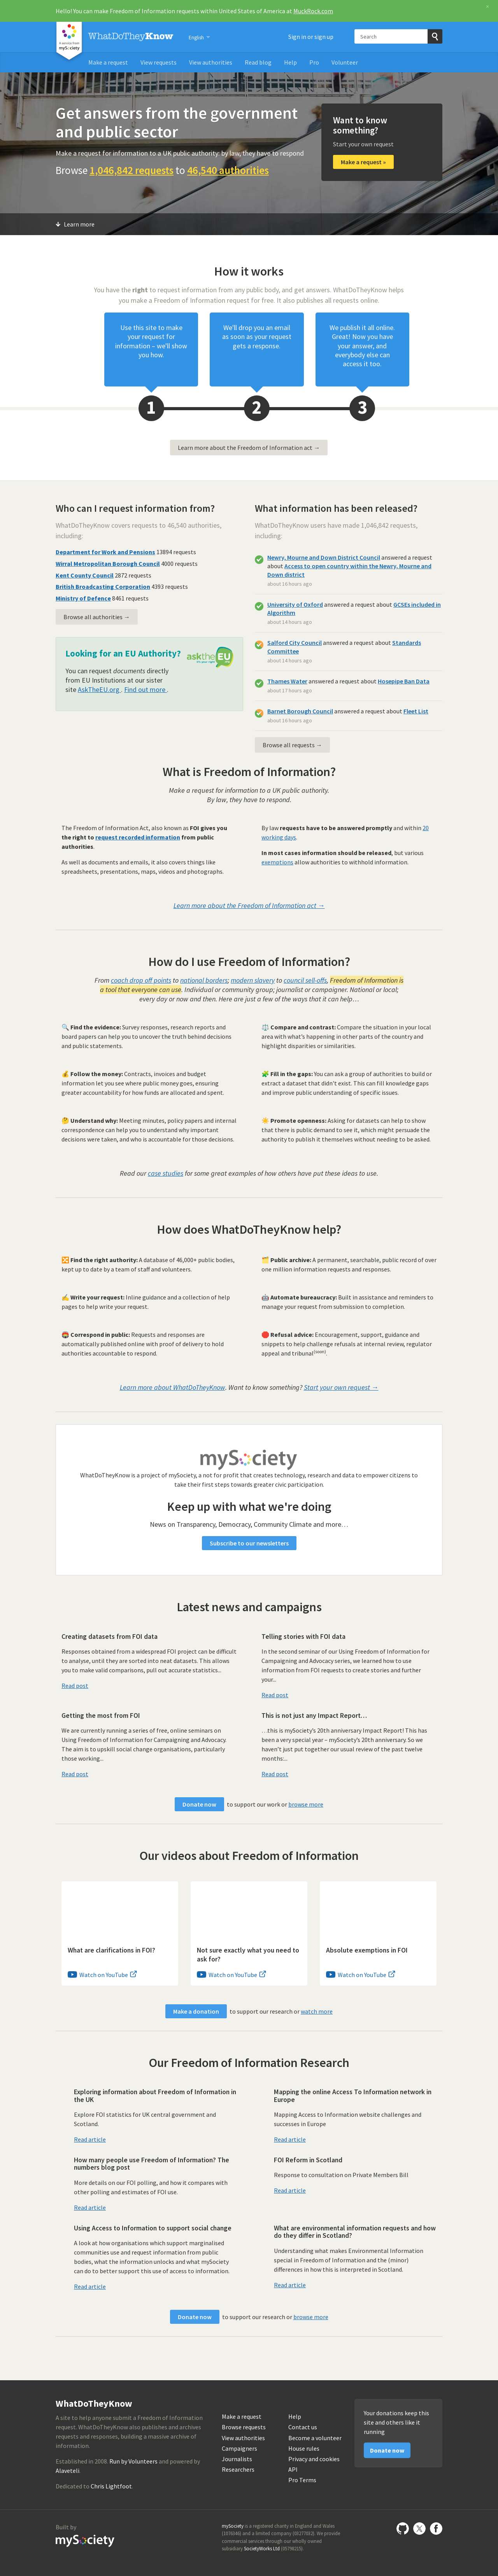 Hello! You can make Freedom of Information requests within United States of America at MuckRock.com
×
A service from
mySociety
WhatDoTheyKnow
English
Sign in or sign up
Search
Make a request
View requests
View authorities
Read blog
Help
Pro
Volunteer
Get answers from the government
and public sector
Make a request for information to a UK public authority: by law, they have to respond
Browse 1,046,842 requests to 46,540 authorities
Want to know
something?
Start your own request
Make a request »
Learn more
How it works
You have the right to request information from any public body, and get answers. WhatDoTheyKnow helps
you make a Freedom of Information request for free. It also publishes all requests online.
Use this site to make
your request for
information – we'll show
you how.
We'll drop you an email
as soon as your request
gets a response.
We publish it all online.
Great! Now you have
your answer, and
everybody else can
access it too.
1
2
3
Learn more about the Freedom of Information act →
Who can I request information from?
WhatDoTheyKnow covers requests to 46,540 authorities,
including:
Department for Work and Pensions 13894 requests
Wirral Metropolitan Borough Council 4000 requests
Kent County Council 2872 requests
British Broadcasting Corporation 4393 requests
Ministry of Defence 8461 requests
Browse all authorities →
Looking for an EU Authority?
You can request documents directly
from EU Institutions at our sister
site AskTheEU.org . Find out more .
asktheEU
What information has been released?
WhatDoTheyKnow users have made 1,046,842 requests,
including:
Newry, Mourne and Down District Council answered a request
about Access to open country within the Newry, Mourne and
Down district
about 16 hours ago
University of Oxford answered a request about GCSEs included in
Algorithm
about 14 hours ago
Salford City Council answered a request about Standards
Committee
about 14 hours ago
Thames Water answered a request about Hosepipe Ban Data
about 17 hours ago
Barnet Borough Council answered a request about Fleet List
about 16 hours ago
Browse all requests →
What is Freedom of Information?
Make a request for information to a UK public authority.
By law, they have to respond.
The Freedom of Information Act, also known as FOI gives you
the right to request recorded information from public
authorities.
As well as documents and emails, it also covers things like
spreadsheets, presentations, maps, videos and photographs.
By law requests have to be answered promptly and within 20
working days.
In most cases information should be released, but various
exemptions allow authorities to withhold information.
Learn more about the Freedom of Information act →
How do I use Freedom of Information?
From coach drop off points to national borders; modern slavery to council sell-offs, Freedom of Information is
a tool that everyone can use. Individual or community group; journalist or campaigner. National or local;
every day or now and then. Here are just a few of the ways that it can help…
🔍 Find the evidence: Survey responses, research reports and
board papers can help you to uncover the truth behind decisions
and public statements.
⚖️ Compare and contrast: Compare the situation in your local
area with what's happening in other parts of the country and
highlight disparities or similarities.
💰 Follow the money: Contracts, invoices and budget
information let you see where public money goes, ensuring
greater accountability for how funds are allocated and spent.
🧩 Fill in the gaps: You can ask a group of authorities to build or
extract a dataset that didn't exist. This can fill knowledge gaps
and improve public understanding of specific issues.
🤔 Understand why: Meeting minutes, policy papers and internal
correspondence can help you to understand why important
decisions were taken, and who is accountable for those decisions.
☀️ Promote openness: Asking for datasets can help to show
that there is public demand to see it, which might persuade the
authority to publish it themselves without needing to be asked.
Read our case studies for some great examples of how others have put these ideas to use.
How does WhatDoTheyKnow help?
🔀 Find the right authority: A database of 46,000+ public bodies,
kept up to date by a team of staff and volunteers.
🗂️ Public archive: A permanent, searchable, public record of over
one million information requests and responses.
✍️ Write your request: Inline guidance and a collection of help
pages to help write your request.
🤖 Automate bureaucracy: Built in assistance and reminders to
manage your request from submission to completion.
📮 Correspond in public: Requests and responses are
automatically published online with proof of delivery to hold
authorities accountable to respond.
🛑 Refusal advice: Encouragement, support, guidance and
snippets to help challenge refusals at internal review, regulator
appeal and tribunal(soon).
Learn more about WhatDoTheyKnow. Want to know something? Start your own request →
mySociety
WhatDoTheyKnow is a project of mySociety, a not for profit that creates technology, research and data to empower citizens to
take their first steps towards greater civic participation.
Keep up with what we're doing
News on Transparency, Democracy, Community Climate and more…
Subscribe to our newsletters
Latest news and campaigns
Creating datasets from FOI data
Responses obtained from a widespread FOI project can be difficult
to analyse, until they are sorted into neat datasets. This allows
you to make valid comparisons, pull out accurate statistics...
Read post
Telling stories with FOI data
In the second seminar of our Using Freedom of Information for
Campaigning and Advocacy series, we learned how to use
information from FOI requests to create stories and further
your...
Read post
Getting the most from FOI
We are currently running a series of free, online seminars on
Using Freedom of Information for Campaigning and Advocacy.
The aim is to upskill social change organisations, particularly
those working...
Read post
This is not just any Impact Report…
…this is mySociety's 20th anniversary Impact Report! This has
been a very special year – mySociety's 20th anniversary. So we
haven't just put together our usual review of the past twelve
months:...
Read post
Donate now to support our work or browse more
Our videos about Freedom of Information
What are clarifications in FOI?
Watch on YouTube
Not sure exactly what you need to
ask for?
Watch on YouTube
Absolute exemptions in FOI
Watch on YouTube
Make a donation to support our research or watch more
Our Freedom of Information Research
Exploring information about Freedom of Information in
the UK
Explore FOI statistics for UK central government and
Scotland.
Read article
Mapping the online Access To Information network in
Europe
Mapping Access to Information website challenges and
successes in Europe
Read article
How many people use Freedom of Information? The
numbers blog post
More details on our FOI polling, and how it compares with
other polling and estimates of FOI use.
Read article
FOI Reform in Scotland
Response to consultation on Private Members Bill
Read article
Using Access to Information to support social change
A look at how organisations which support marginalised
communities use and request information from public
bodies, what the information unlocks and what mySociety
can do to better support this use of access to information.
Read article
What are environmental information requests and how
do they differ in Scotland?
Understanding what makes Environmental Information
special in Freedom of Information and the (minor)
differences in how this is interpreted in Scotland.
Read article
Donate now to support our research or browse more
WhatDoTheyKnow
A site to help anyone submit a Freedom of Information
request. WhatDoTheyKnow also publishes and archives
requests and responses, building a massive archive of
information.
Established in 2008. Run by Volunteers and powered by
Alaveteli.
Dedicated to Chris Lightfoot.
Make a request
Browse requests
View authorities
Campaigners
Journalists
Researchers
Help
Contact us
Become a volunteer
House rules
Privacy and cookies
API
Pro Terms
Your donations keep this
site and others like it
running
Donate now
Built by
mySociety
mySociety is a registered charity in England and Wales
(1076346) and a limited company (03277032). We provide
commercial services through our wholly owned
subsidiary SocietyWorks Ltd (05798215).